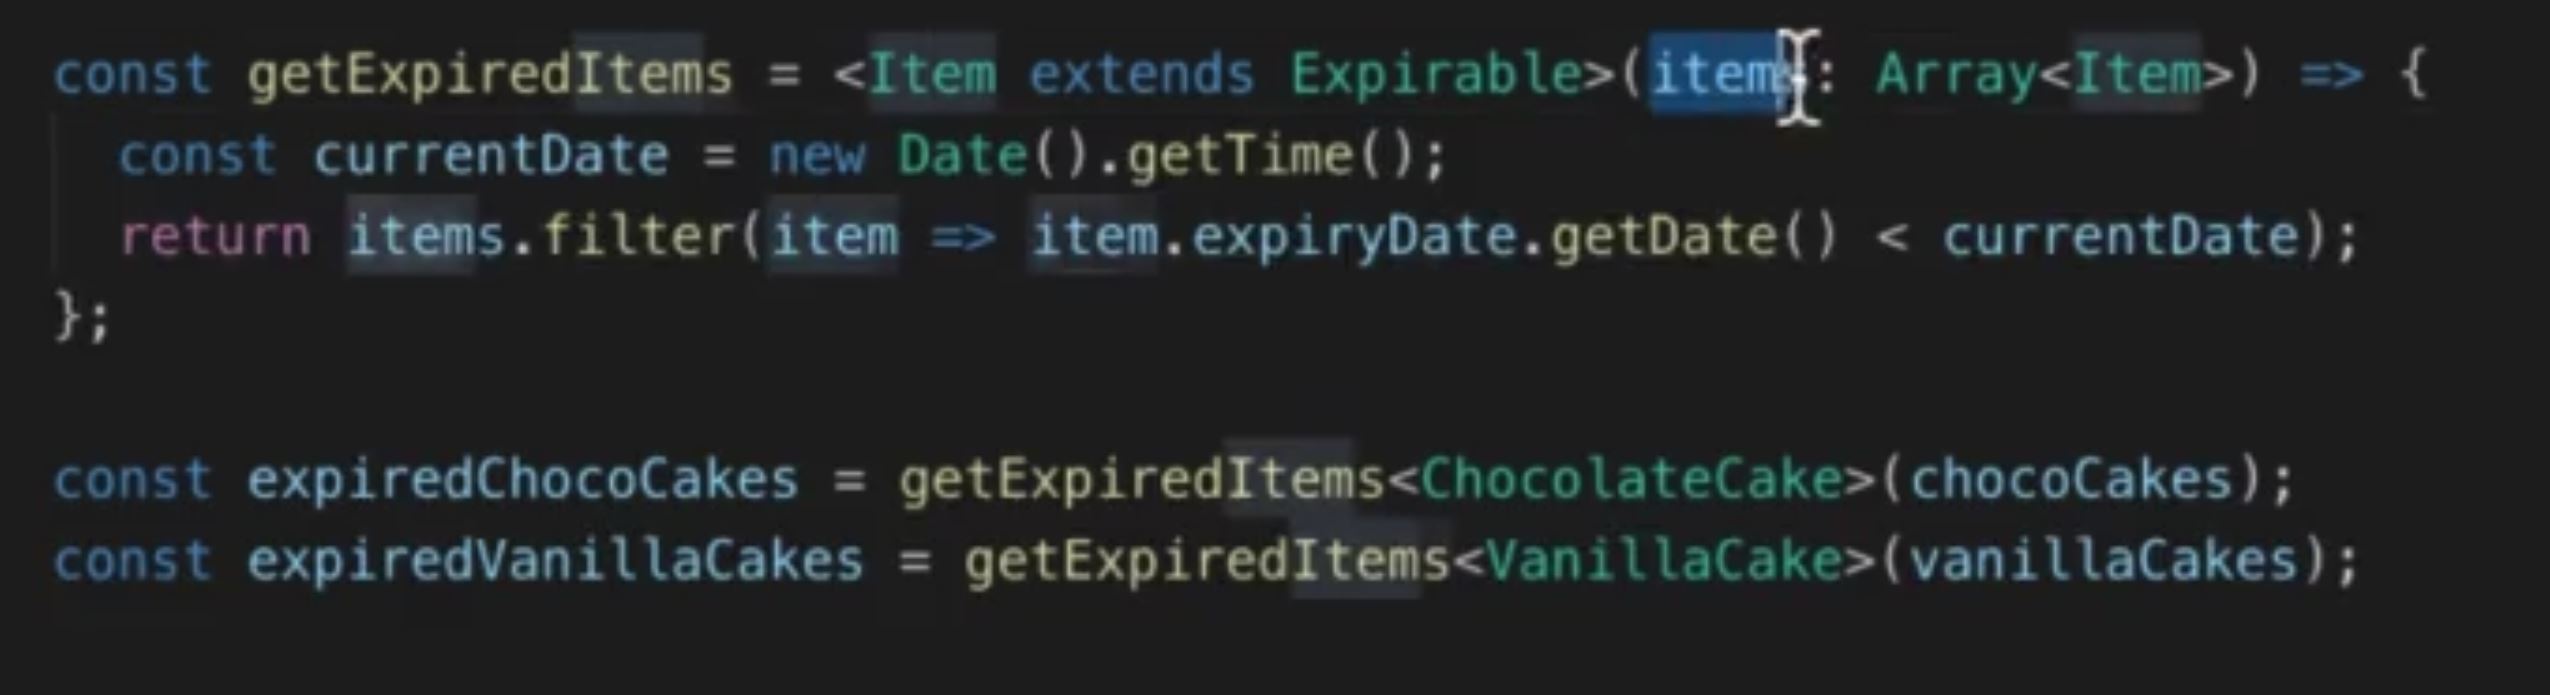 const getExpiredItems = <Item extends Expirable>(items: Array<Item>) => {
  const currentDate = new Date().getTime();
  return items.filter(item => item.expiryDate.getDate() < currentDate);
};

const expiredChocoCakes = getExpiredItems<ChocolateCake>(chocoCakes);
const expiredVanillaCakes = getExpiredItems<VanillaCake>(vanillaCakes);